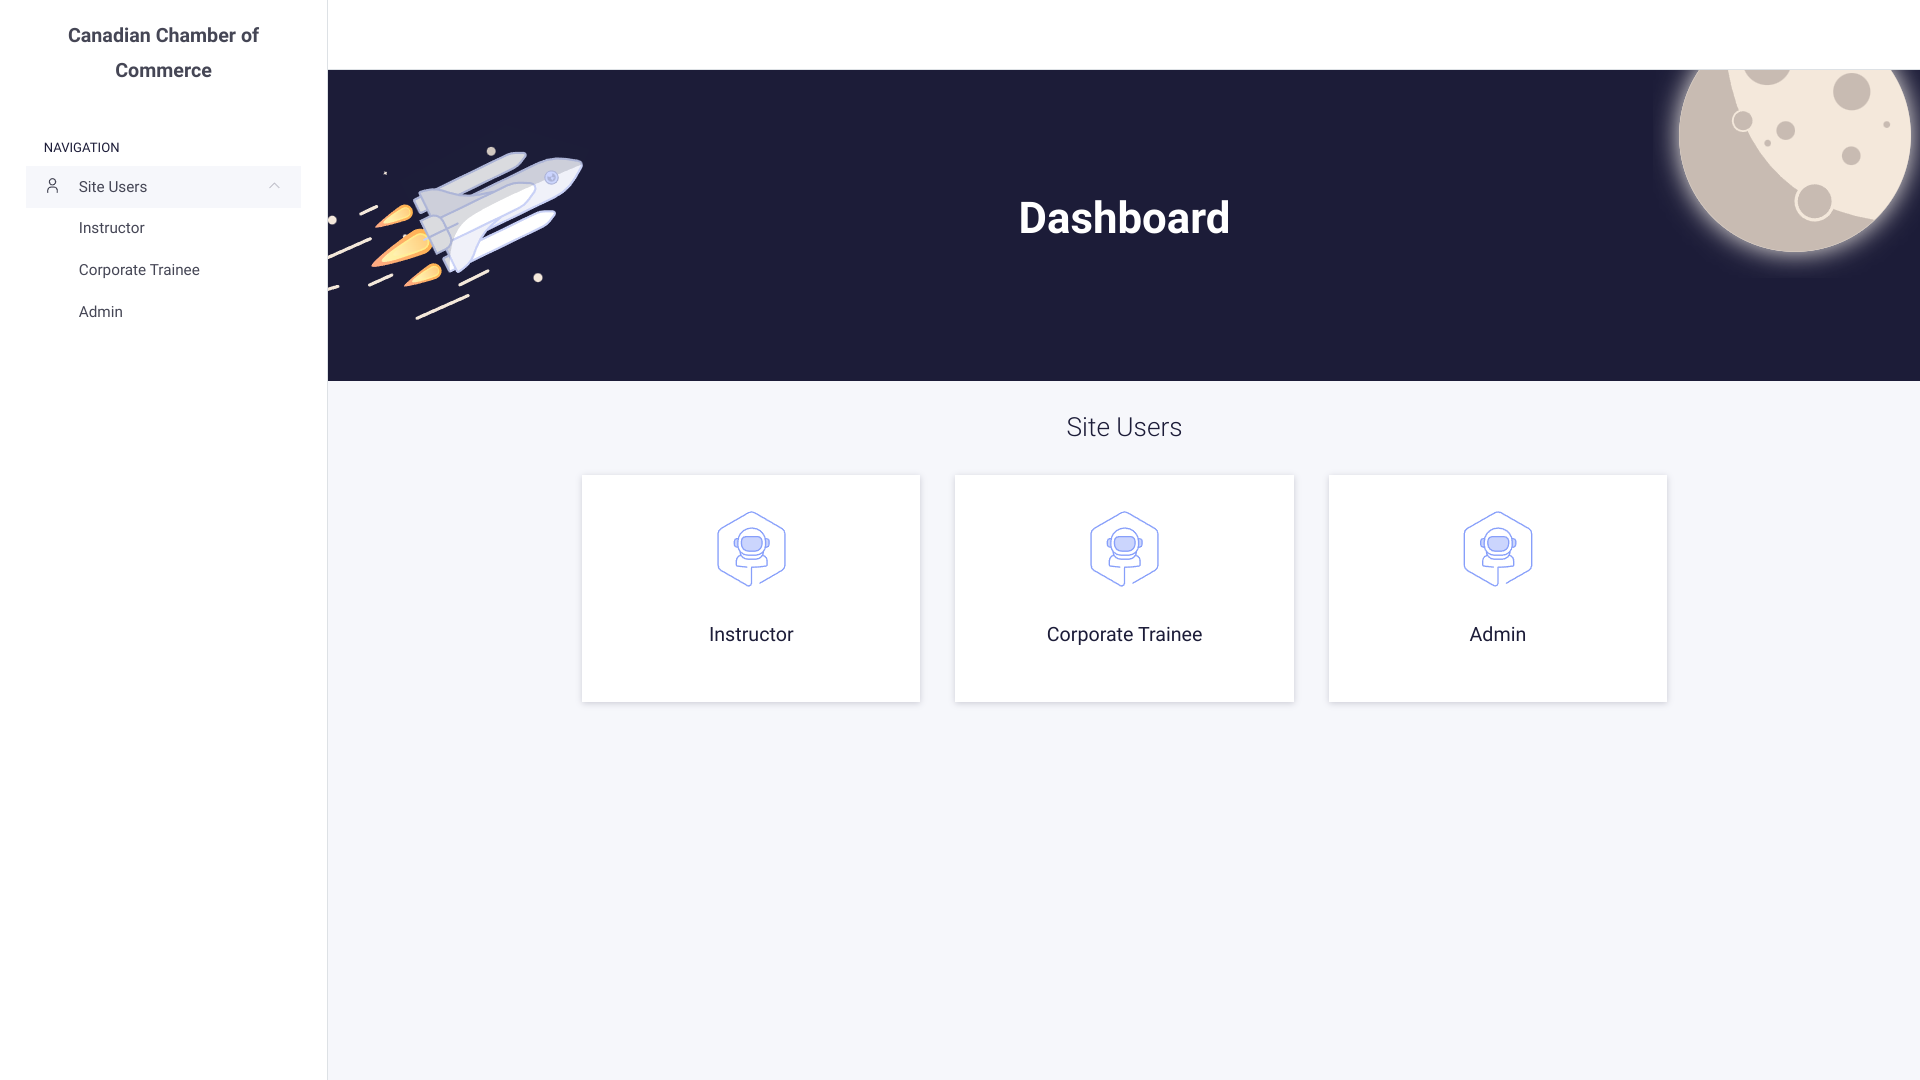 Canadian Chamber of
Commerce
NAVIGATION
Site Users
Instructor
Corporate Trainee
Admin
Dashboard
Site Users
Instructor
Corporate Trainee
Admin